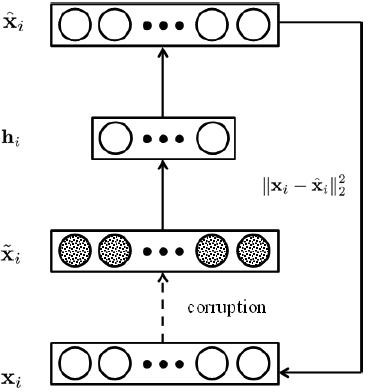 x̂ᵢ
hᵢ
‖xᵢ − x̂ᵢ‖₂²
x̃ᵢ
corruption
xᵢ